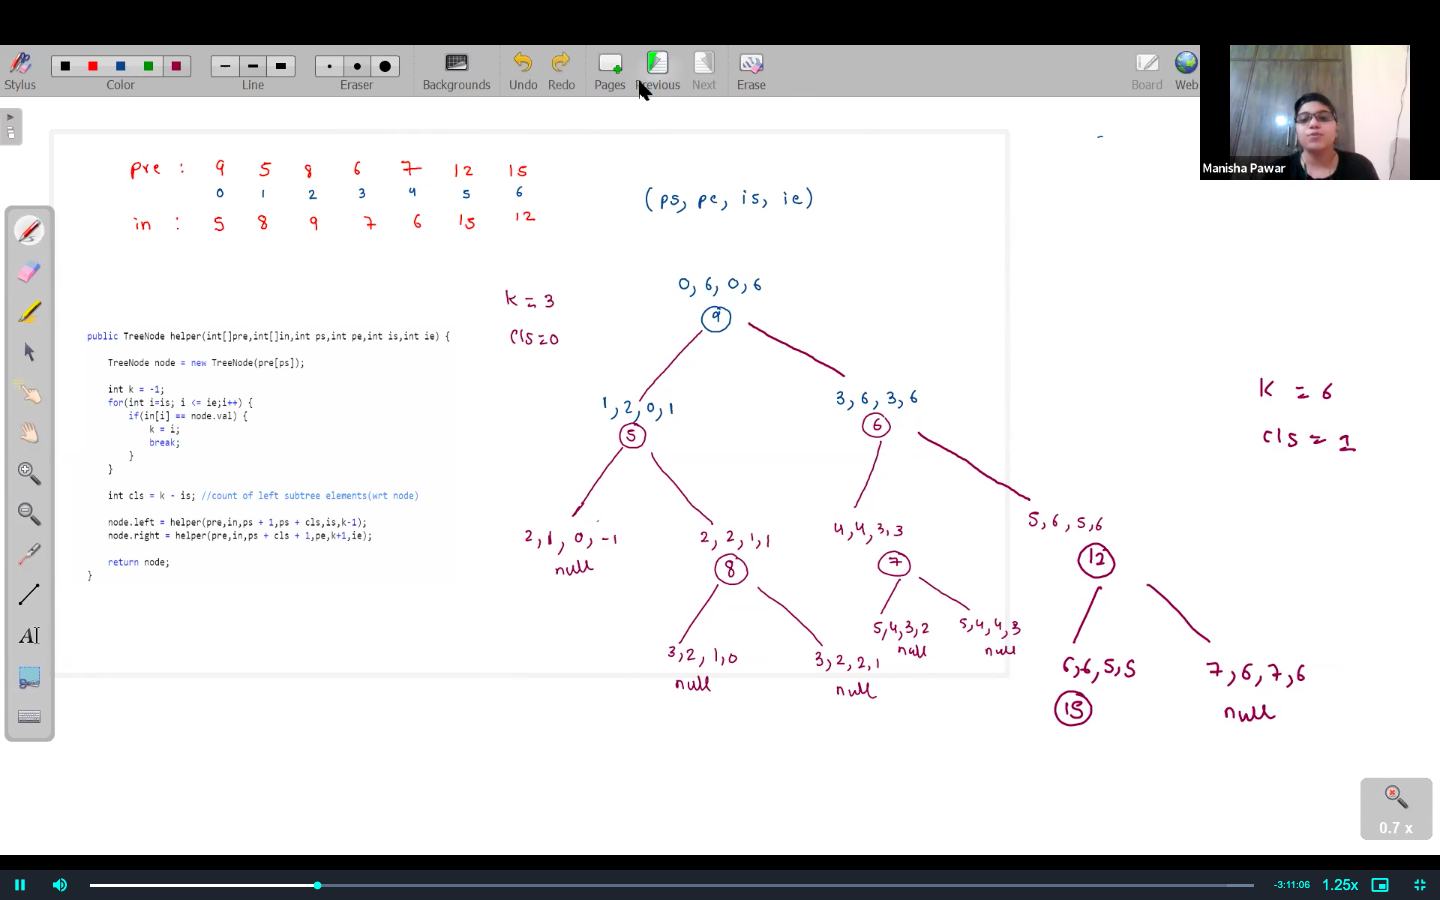 Stylus
Color
Line
Eraser
Backgrounds
Undo
Redo
Pages
Previous
Next
Erase
Board
Web
Manisha Pawar
pre : 9 5 8 6 7 12 15
0 1 2 3 4 5 6
in : 5 8 9 7 6 15 12
(ps, pe, is, ie)
k = 3
cls = 0
0, 6, 0, 6
9
1, 2, 0, 1
5
3, 6, 3, 6
6
k = 6
cls = 1
public TreeNode helper(int[]pre,int[]in,int ps,int pe,int is,int ie) {
TreeNode node = new TreeNode(pre[ps]);
int k = -1;
for(int i=is; i <= ie;i++) {
if(in[i] == node.val) {
k = i;
break;
}
}
int cls = k - is; //count of left subtree elements(wrt node)
node.left = helper(pre,in,ps + 1,ps + cls,is,k-1);
node.right = helper(pre,in,ps + cls + 1,pe,k+1,ie);
return node;
}
2, 1, 0, -1
null
2, 2, 1, 1
8
4, 4, 3, 3
7
5, 6, 5, 6
12
3, 2, 1, 0
null
3, 2, 2, 1
null
5, 4, 3, 2
null
5, 4, 4, 3
null
6, 6, 5, 5
15
7, 6, 7, 6
null
AI
0.7 x
-3:11:06
1.25x